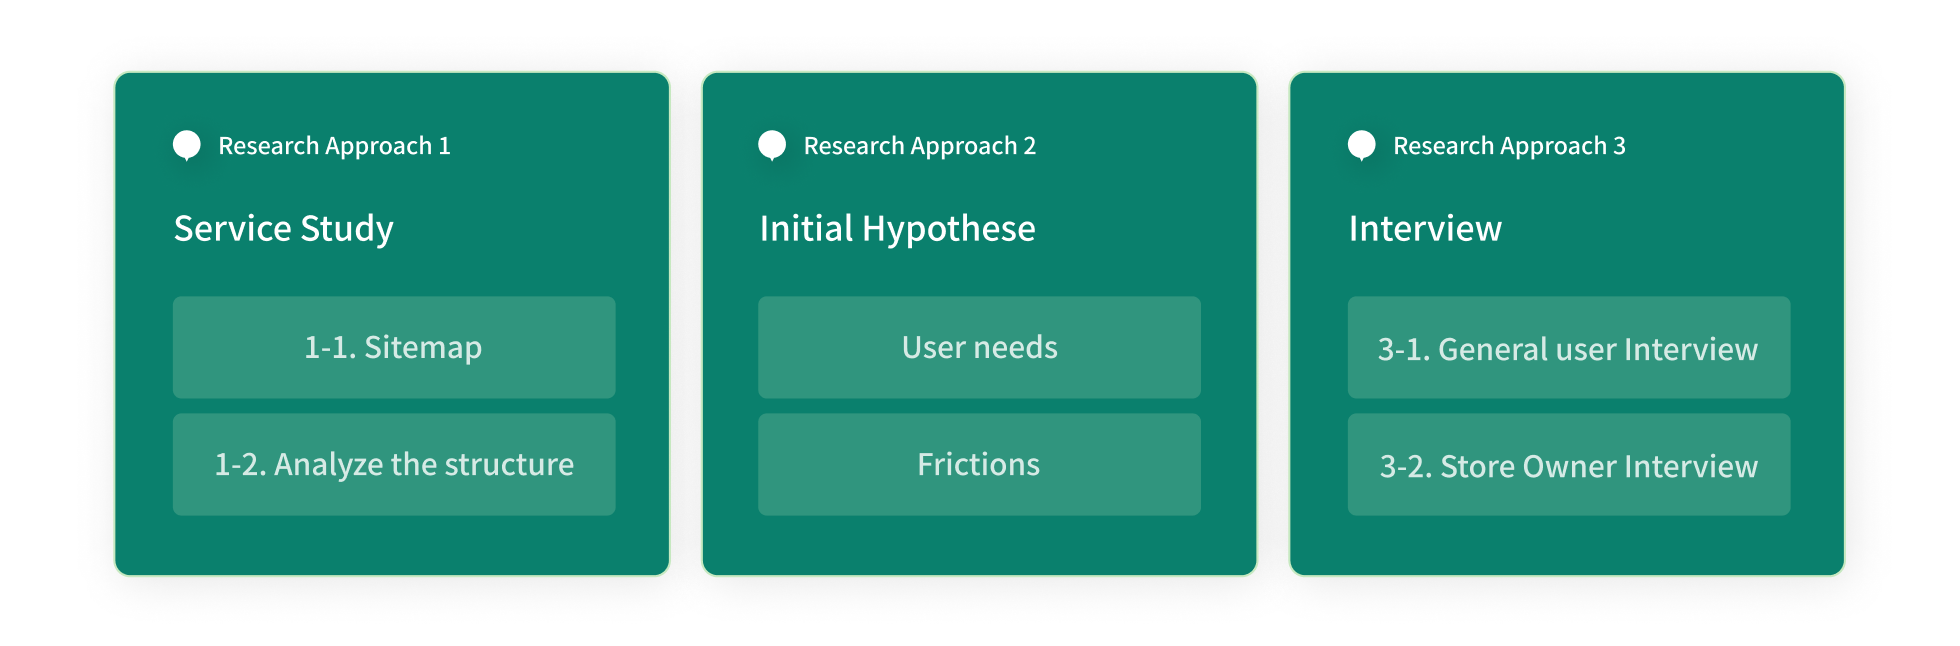 Research Approach 1
Service Study
1-1. Sitemap
1-2. Analyze the structure
Research Approach 2
Initial Hypothese
User needs
Frictions
Research Approach 3
Interview
3-1. General user Interview
3-2. Store Owner Interview